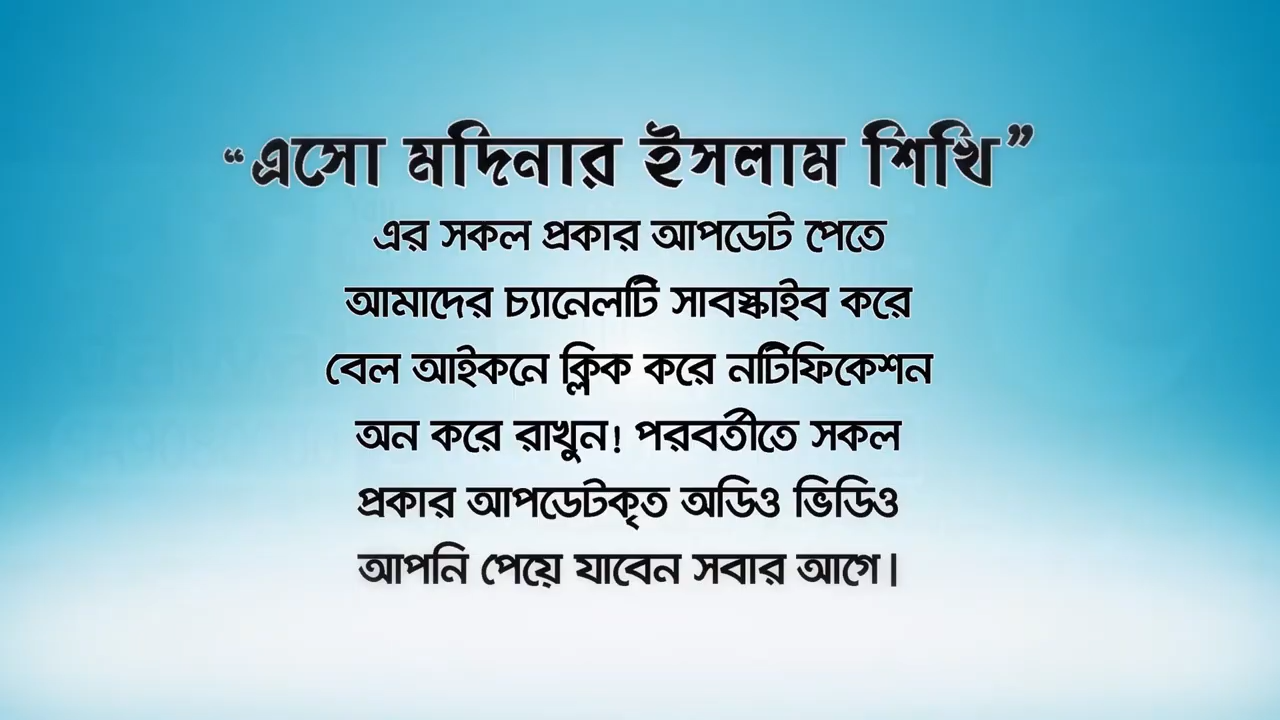 “এসো মদিনার ইসলাম শিখি”
এর সকল প্রকার আপডেট পেতে
আমাদের চ্যানেলটি সাবস্ক্রাইব করে
বেল আইকনে ক্লিক করে নটিফিকেশন
অন করে রাখুন! পরবর্তীতে সকল
প্রকার আপডেটকৃত অডিও ভিডিও
আপনি পেয়ে যাবেন সবার আগে।